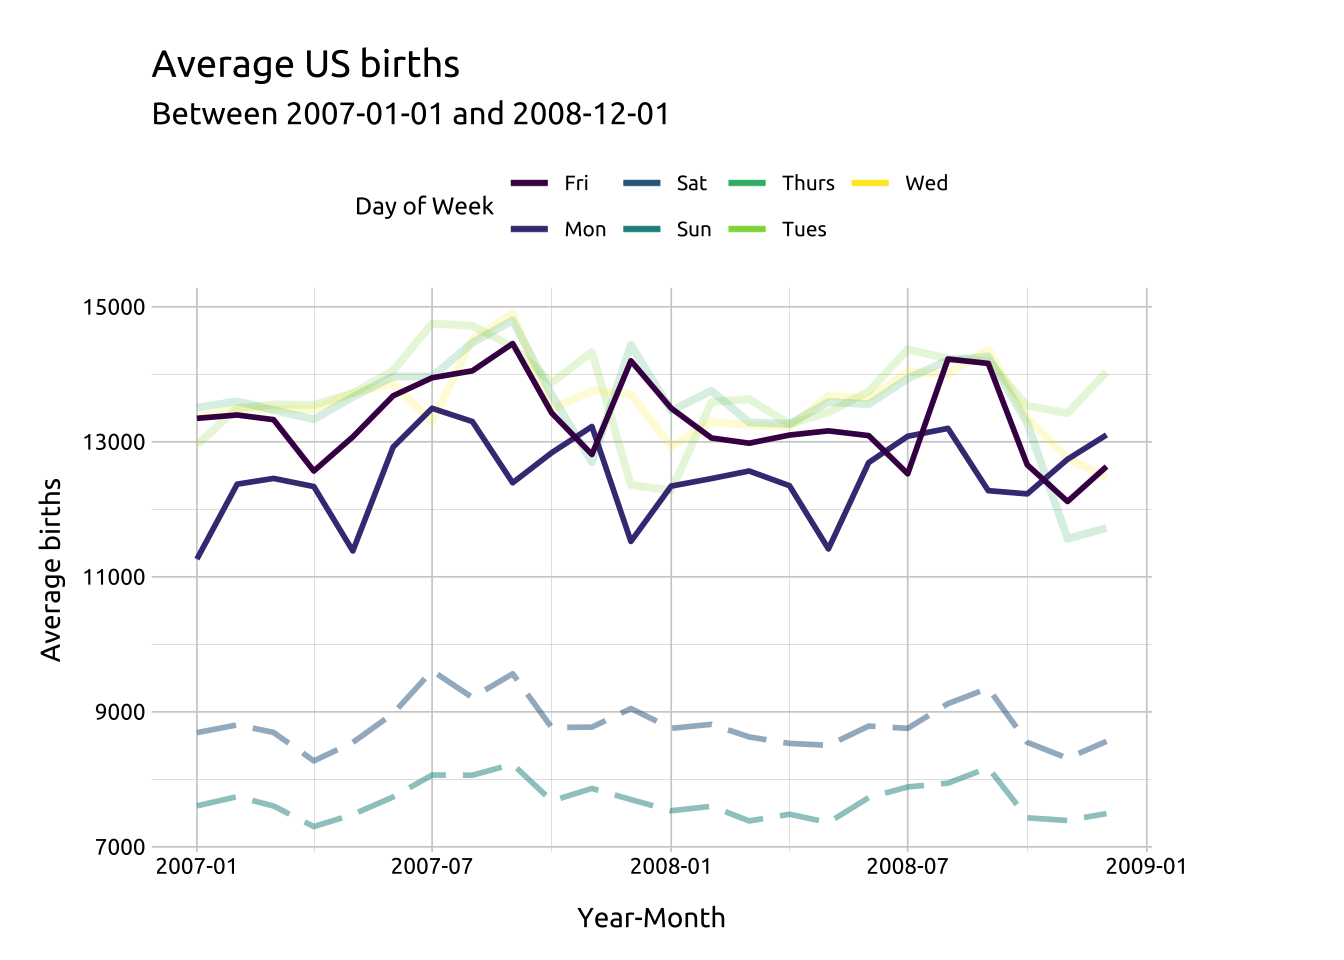 Average US births
Between 2007-01-01 and 2008-12-01
Day of Week
Fri Sat Thurs Wed
Mon Sun Tues
Average births
15000
13000
11000
9000
7000
2007-01 2007-07 2008-01 2008-07 2009-01
Year-Month